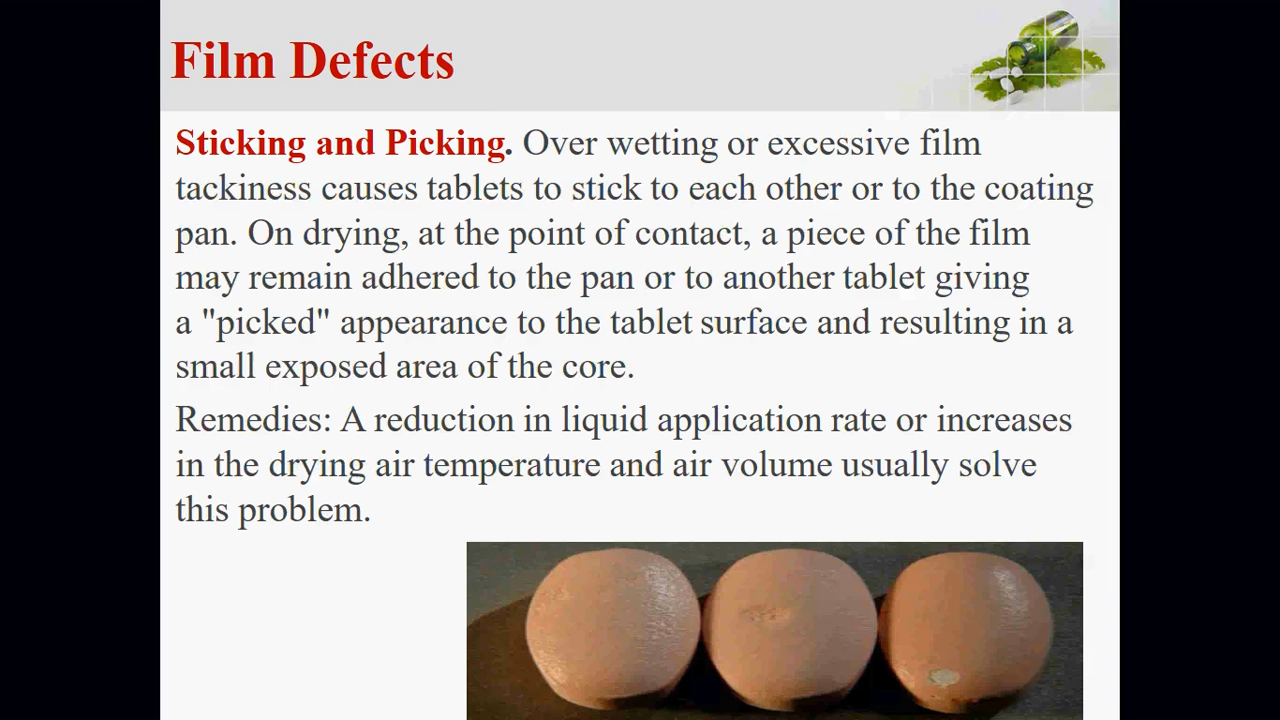 Film Defects
Sticking and Picking. Over wetting or excessive film
tackiness causes tablets to stick to each other or to the coating
pan. On drying, at the point of contact, a piece of the film
may remain adhered to the pan or to another tablet giving
a "picked" appearance to the tablet surface and resulting in a
small exposed area of the core.
Remedies: A reduction in liquid application rate or increases
in the drying air temperature and air volume usually solve
this problem.